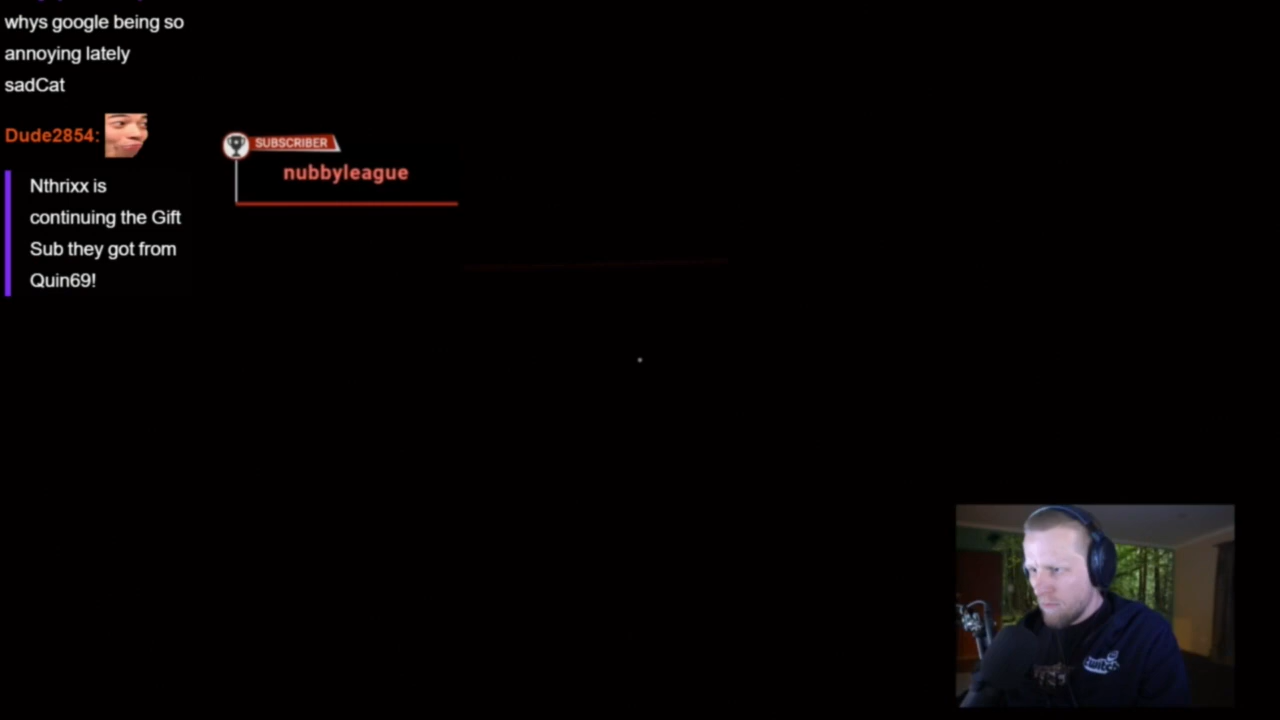 whys google being so
annoying lately
sadCat
Dude2854:
SUBSCRIBER
nubbyleague
Nthrixx is
continuing the Gift
Sub they got from
Quin69!